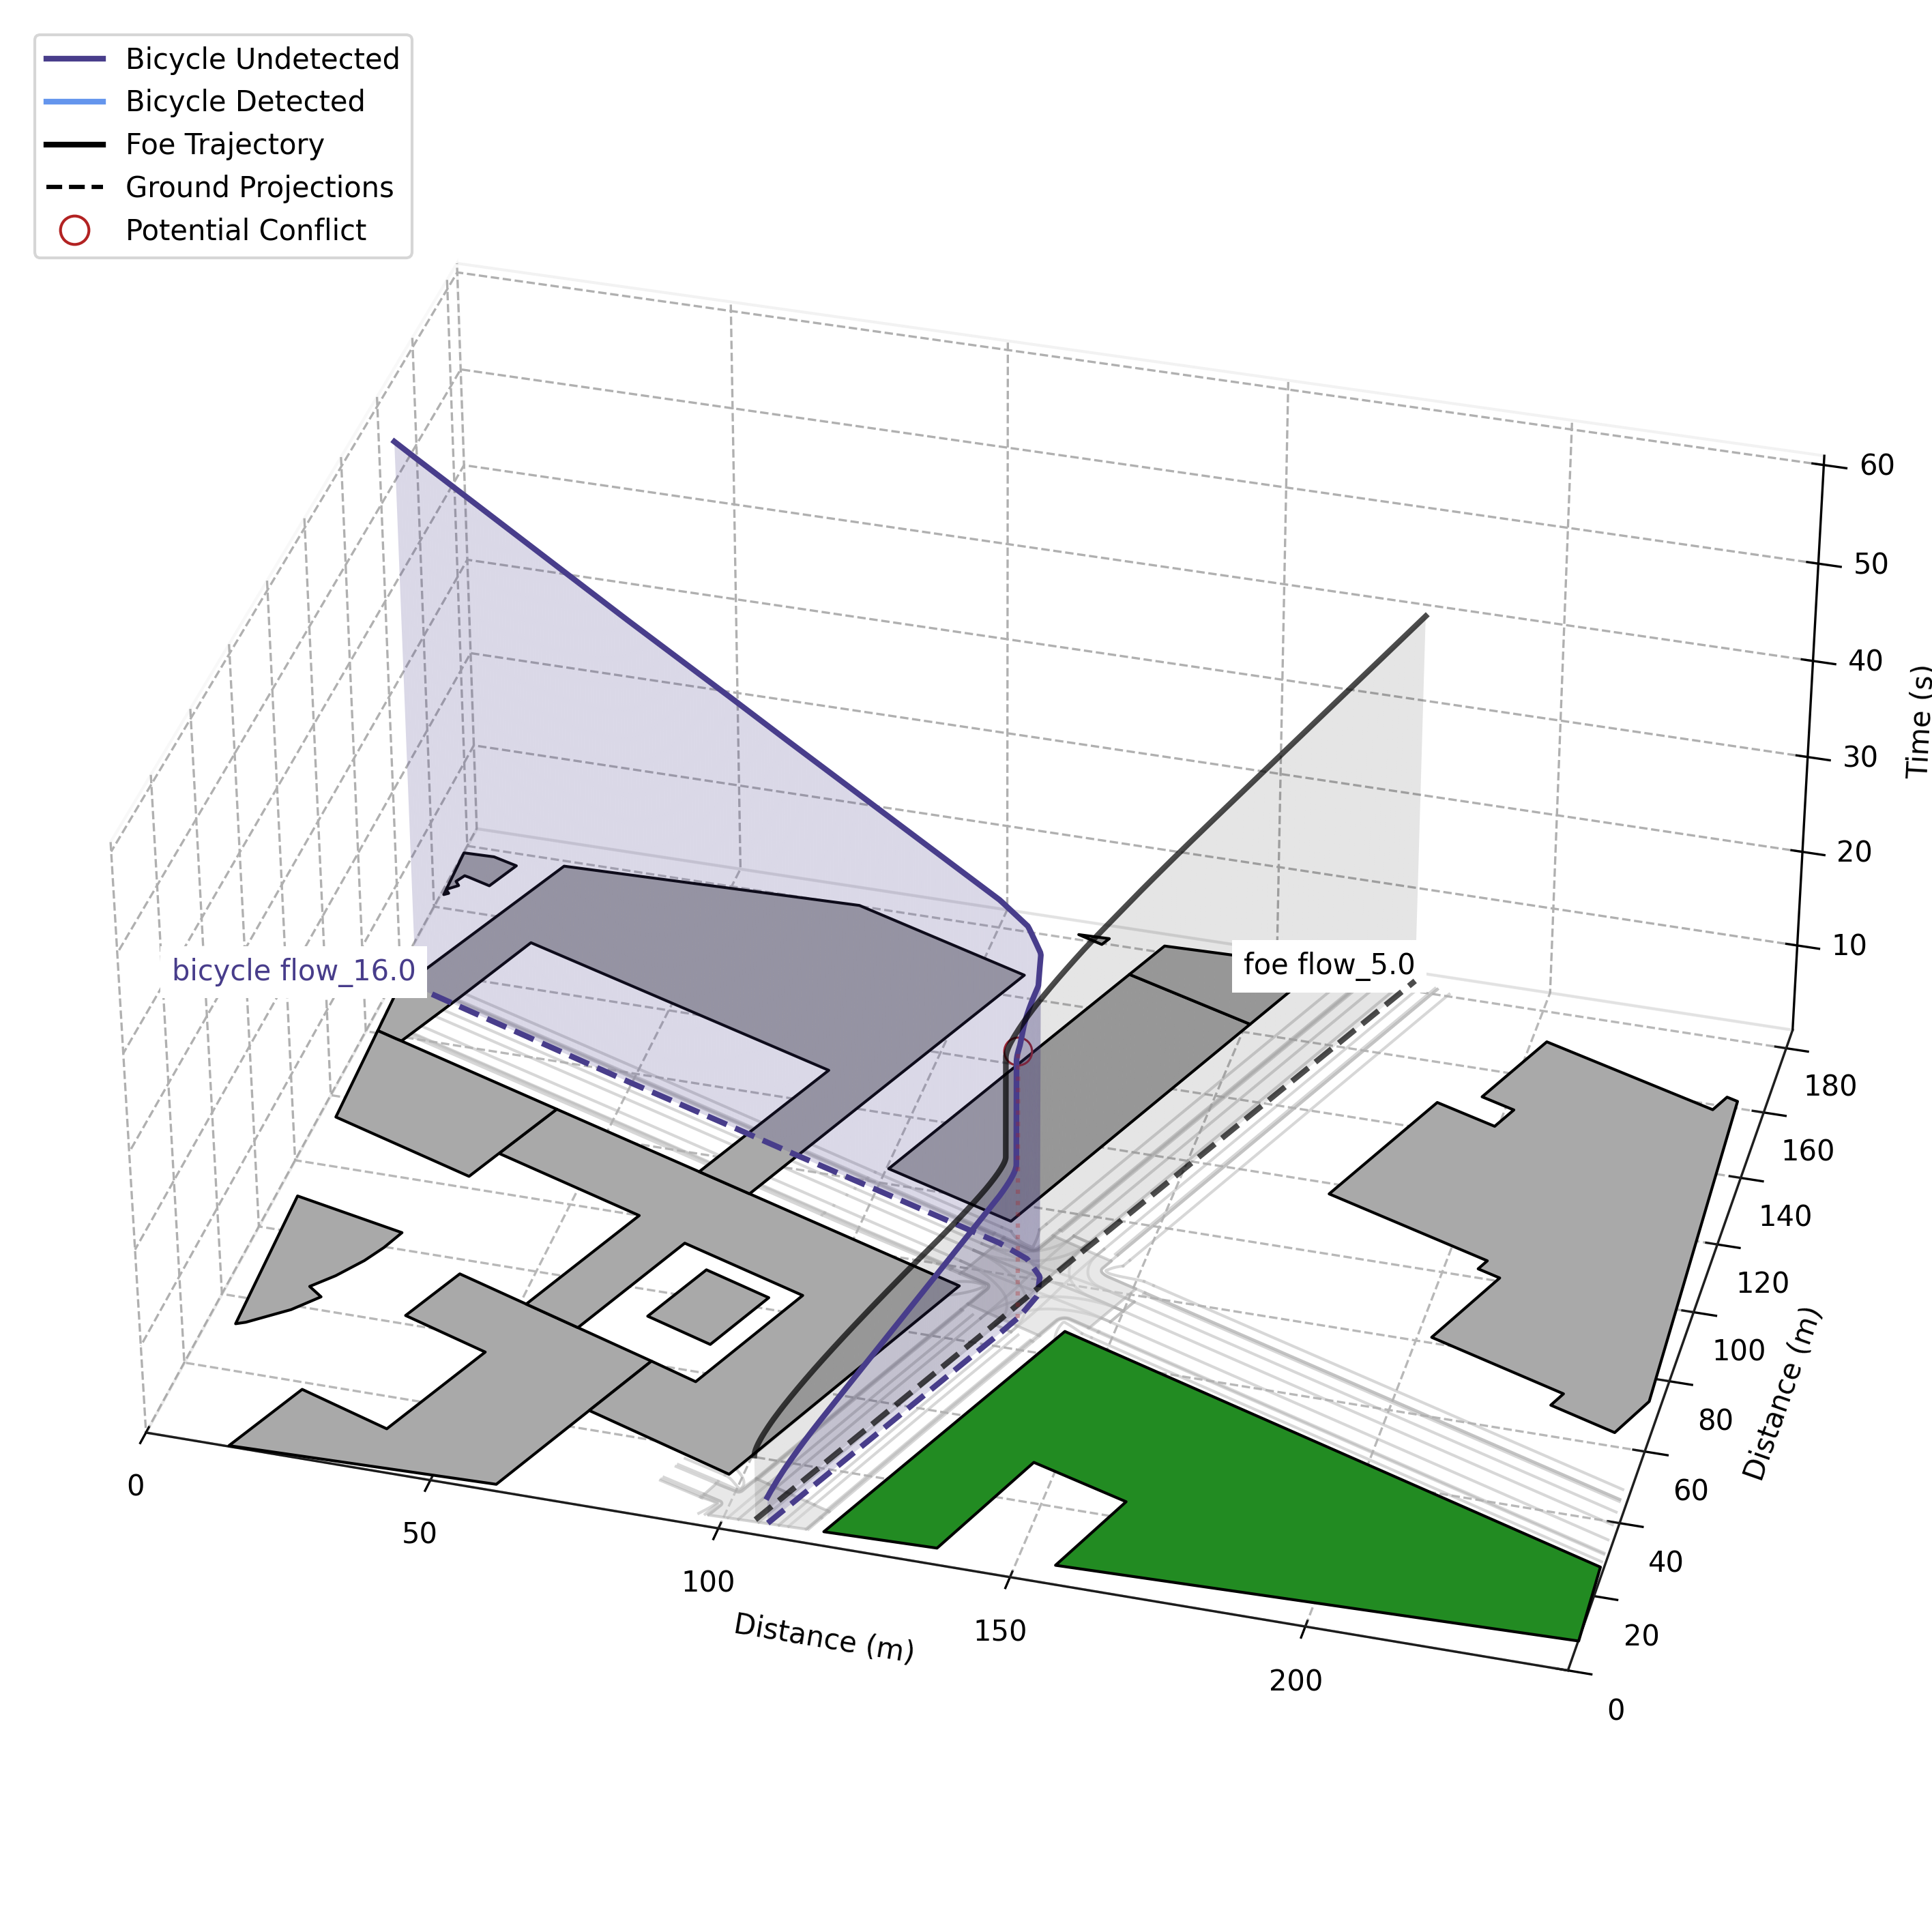 Bicycle Undetected
Bicycle Detected
Foe Trajectory
Ground Projections
Potential Conflict
60
50
40
30
20
10
Time (s)
bicycle flow_16.0
foe flow_5.0
180
160
140
120
100
80
60
40
20
0
Distance (m)
0
50
100
150
200
Distance (m)